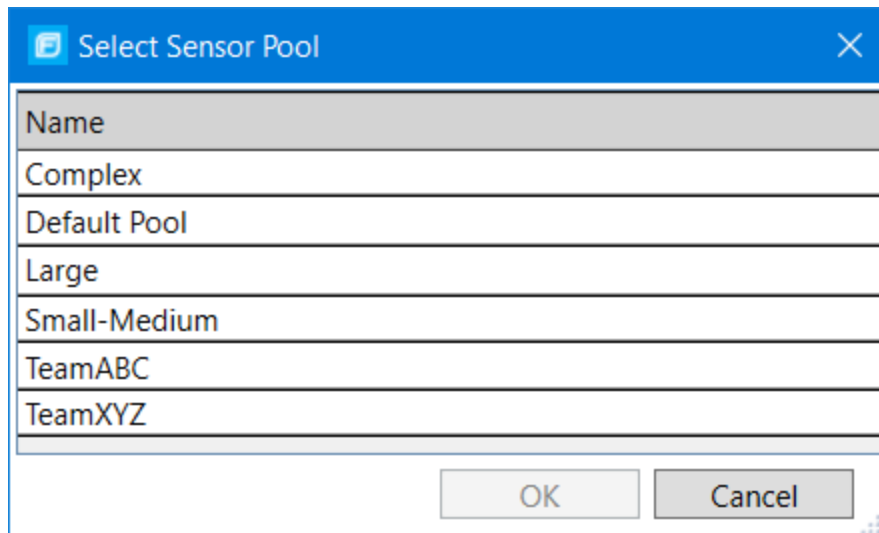 Select Sensor Pool
Name
Complex
Default Pool
Large
Small-Medium
TeamABC
TeamXYZ
OK Cancel